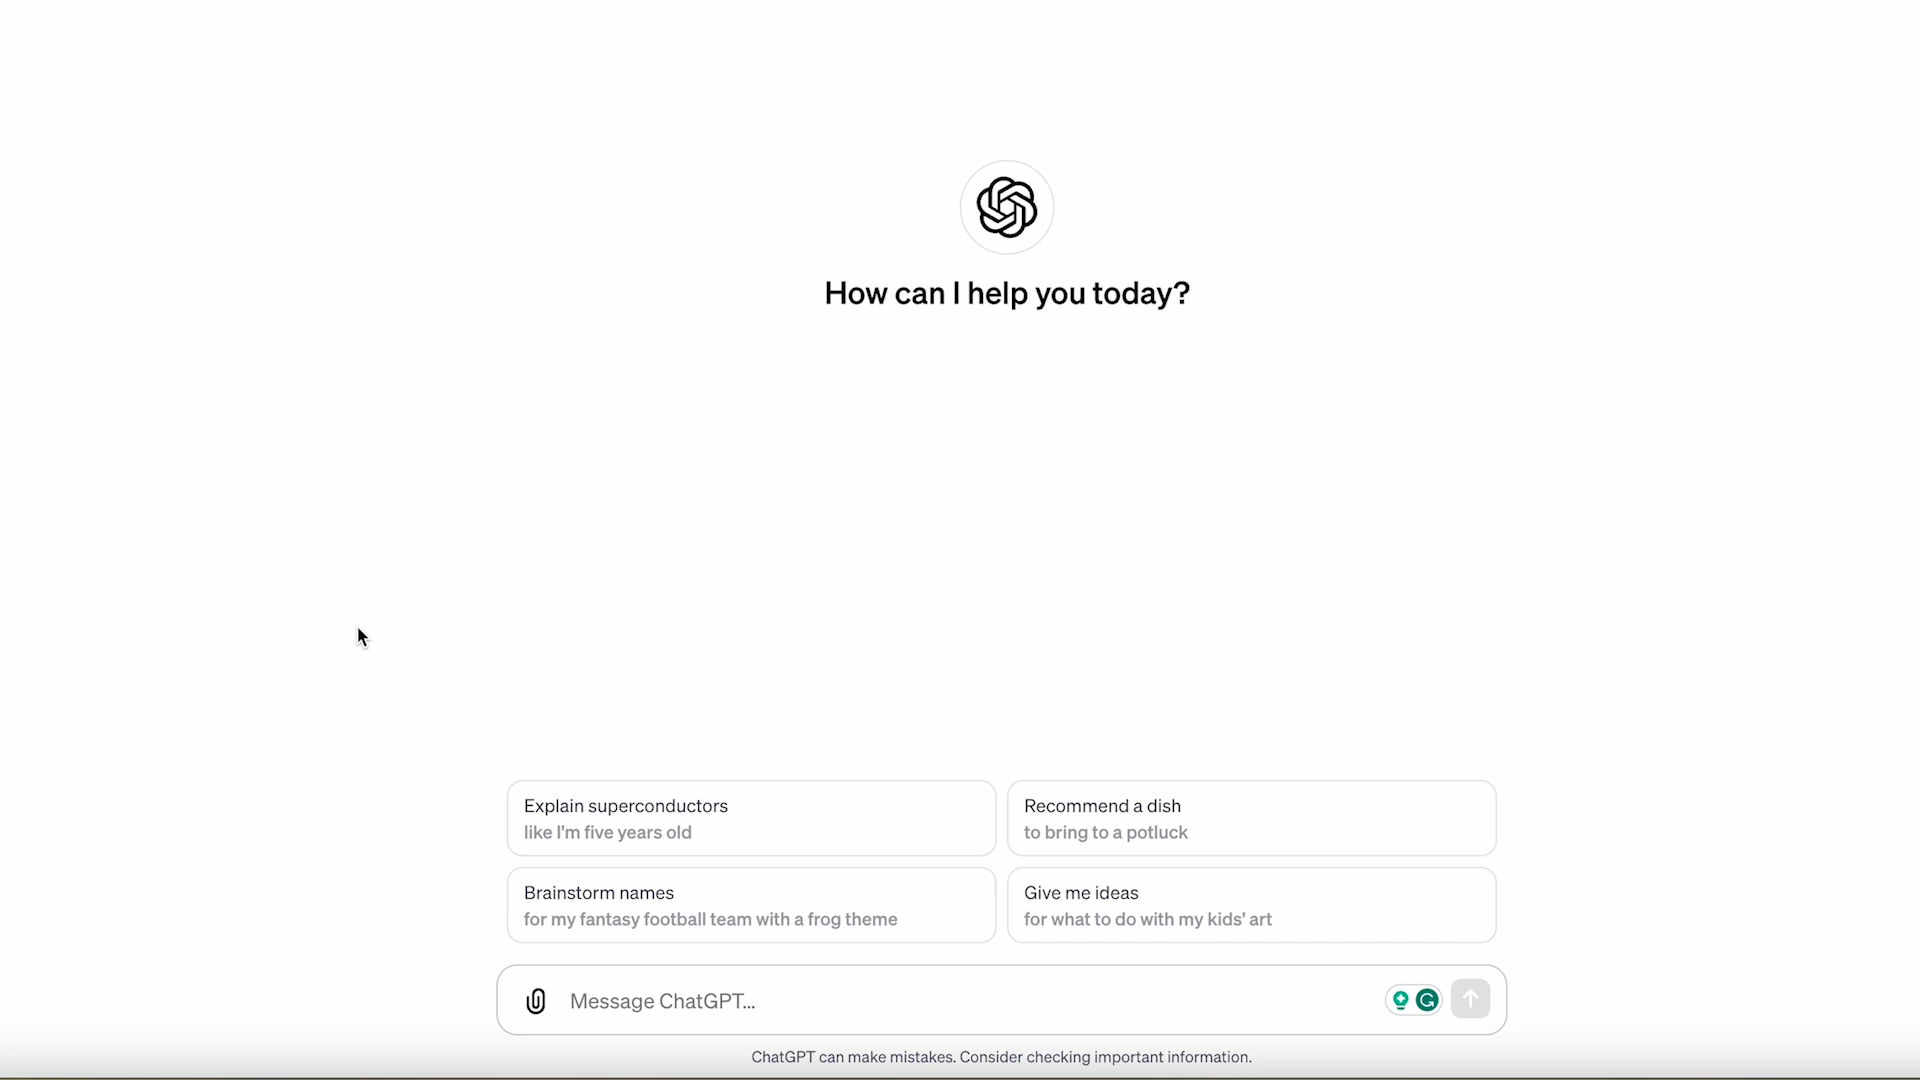 How can I help you today?
Explain superconductors
like I'm five years old
Recommend a dish
to bring to a potluck
Brainstorm names
for my fantasy football team with a frog theme
Give me ideas
for what to do with my kids' art
Message ChatGPT...
ChatGPT can make mistakes. Consider checking important information.